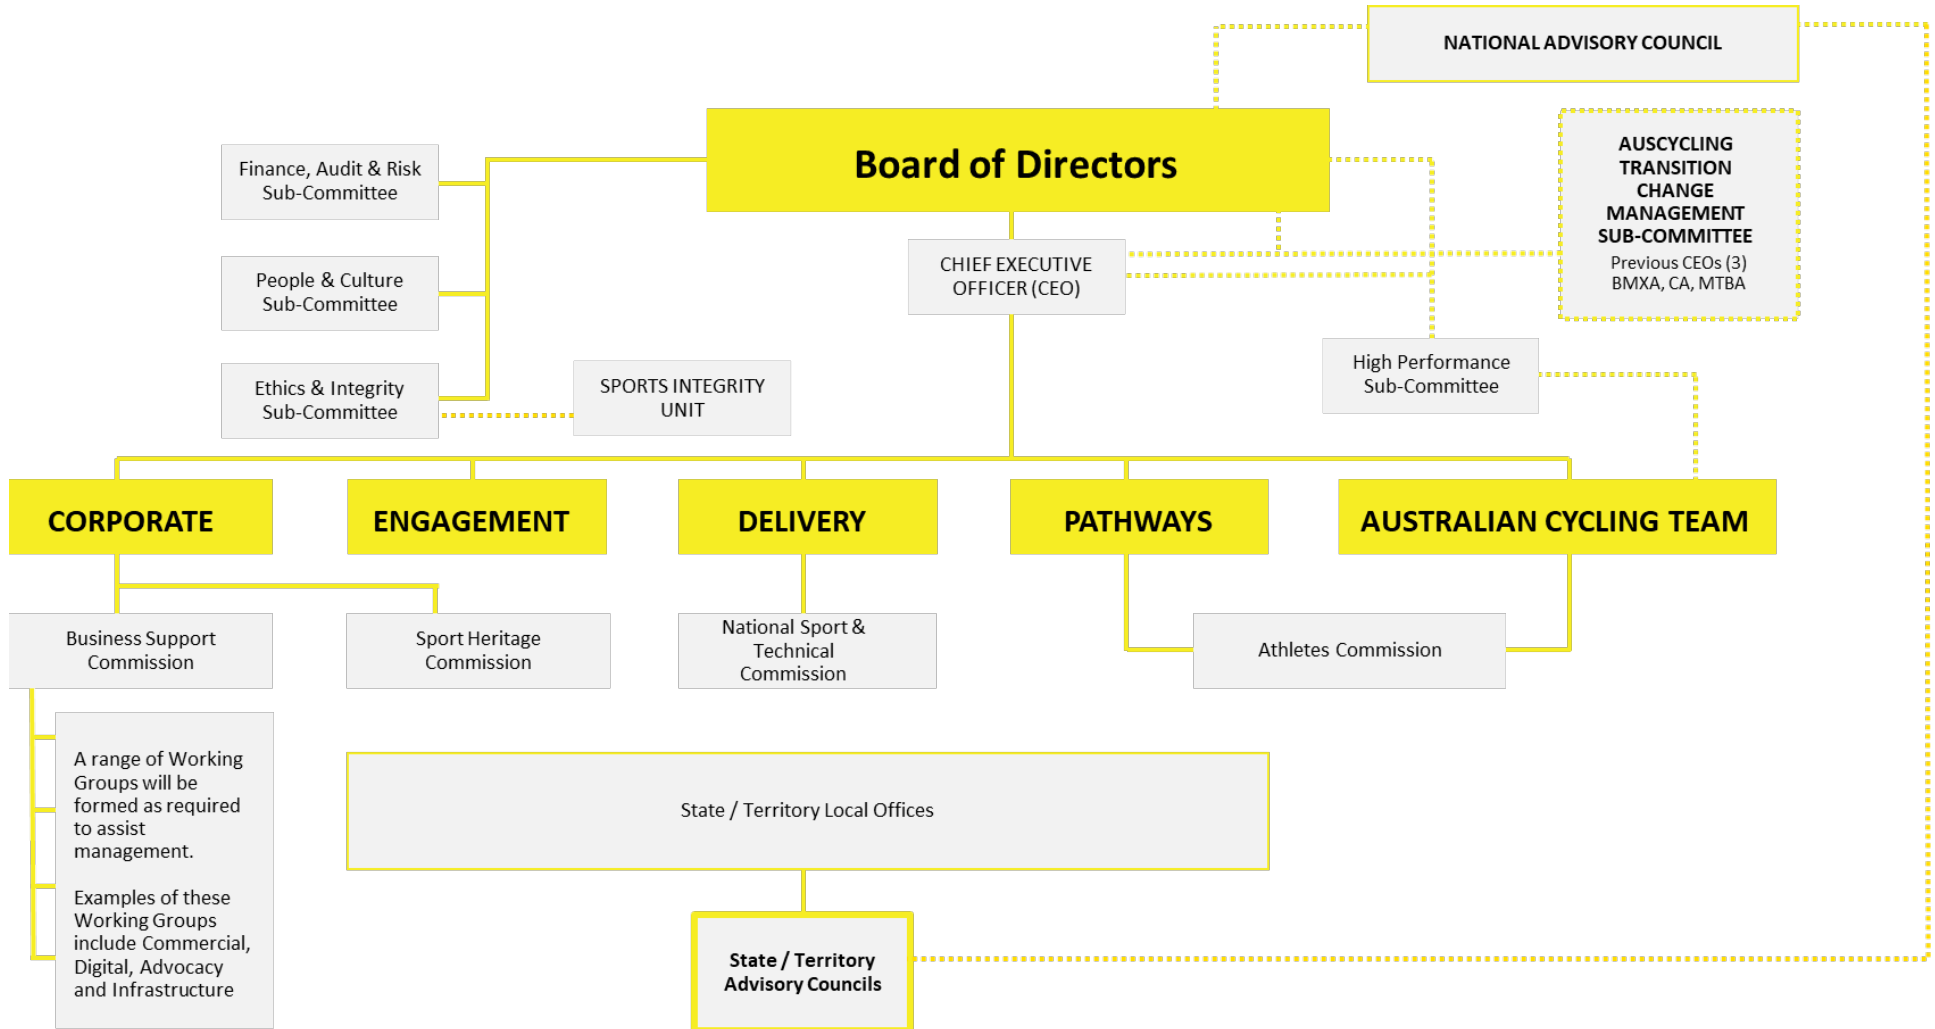 NATIONAL ADVISORY COUNCIL
Board of Directors
AUSCYCLING
TRANSITION
CHANGE
MANAGEMENT
SUB-COMMITTEE
Previous CEOs (3)
BMXA, CA, MTBA
Finance, Audit & Risk
Sub-Committee
CHIEF EXECUTIVE
OFFICER (CEO)
People & Culture
Sub-Committee
High Performance
Sub-Committee
Ethics & Integrity
Sub-Committee
SPORTS INTEGRITY
UNIT
CORPORATE
ENGAGEMENT
DELIVERY
PATHWAYS
AUSTRALIAN CYCLING TEAM
Business Support
Commission
Sport Heritage
Commission
National Sport &
Technical
Commission
Athletes Commission
A range of Working
Groups will be
formed as required
to assist
management.
Examples of these
Working Groups
include Commercial,
Digital, Advocacy
and Infrastructure
State / Territory Local Offices
State / Territory
Advisory Councils